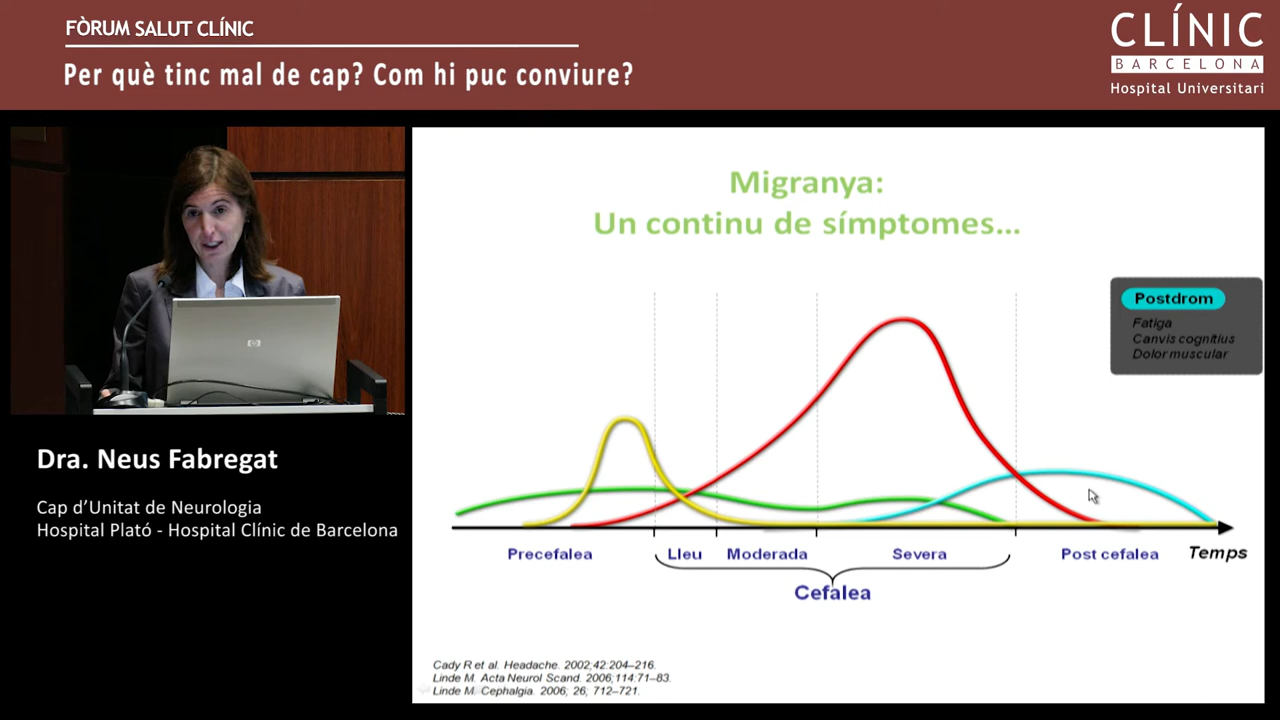 FÒRUM SALUT CLÍNIC
Per què tinc mal de cap? Com hi puc conviure?
CLÍNIC
BARCELONA
Hospital Universitari
Migranya:
Un continu de símptomes...
Postdrom
Fatiga
Canvis cognitius
Dolor muscular
Precefalea
Lleu
Moderada
Severa
Post cefalea
Temps
Cefalea
Cady R et al. Headache. 2002;42:204–216.
Linde M. Acta Neurol Scand. 2006;114:71–83.
Linde M. Cephalgia. 2006; 26; 712–721.
Dra. Neus Fabregat
Cap d'Unitat de Neurologia
Hospital Plató - Hospital Clínic de Barcelona
hp